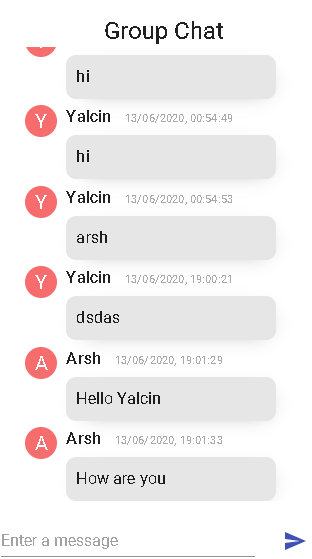 Group Chat
hi
Y Yalcin 13/06/2020, 00:54:49
hi
Y Yalcin 13/06/2020, 00:54:53
arsh
Y Yalcin 13/06/2020, 19:00:21
dsdas
A Arsh 13/06/2020, 19:01:29
Hello Yalcin
A Arsh 13/06/2020, 19:01:33
How are you
Enter a message